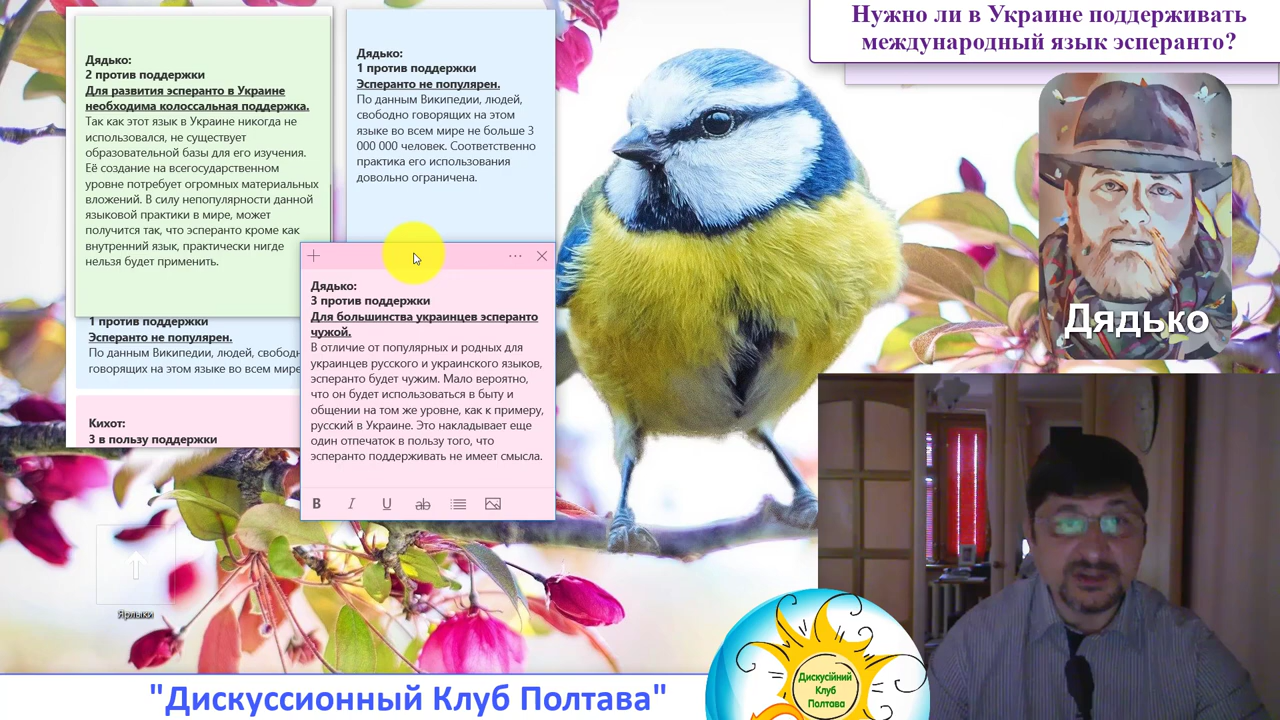 Нужно ли в Украине поддерживать
международный язык эсперанто?
Дядько:
2 против поддержки
Для развития эсперанто в Украине
необходима колоссальная поддержка.
Так как этот язык в Украине никогда не
использовался, не существует
образовательной базы для его изучения.
Её создание на всегосударственном
уровне потребует огромных материальных
вложений. В силу непопулярности данной
языковой практики в мире, может
получится так, что эсперанто кроме как
внутренний язык, практически нигде
нельзя будет применить.
1 против поддержки
Эсперанто не популярен.
По данным Википедии, людей, свободн
говорящих на этом языке во всем мире
Кихот:
3 в пользу поддержки
Дядько:
1 против поддержки
Эсперанто не популярен.
По данным Википедии, людей,
свободно говорящих на этом
языке во всем мире не больше 3
000 000 человек. Соответственно
практика его использования
довольно ограничена.
Дядько:
3 против поддержки
Для большинства украинцев эсперанто
чужой.
В отличие от популярных и родных для
украинцев русского и украинского языков,
эсперанто будет чужим. Мало вероятно,
что он будет использоваться в быту и
общении на том же уровне, как к примеру,
русский в Украине. Это накладывает еще
один отпечаток в пользу того, что
эсперанто поддерживать не имеет смысла.
B I U ab
Дядько
Ярлыки
"Дискуссионный Клуб Полтава"
Дискусійний
Клуб
Полтава